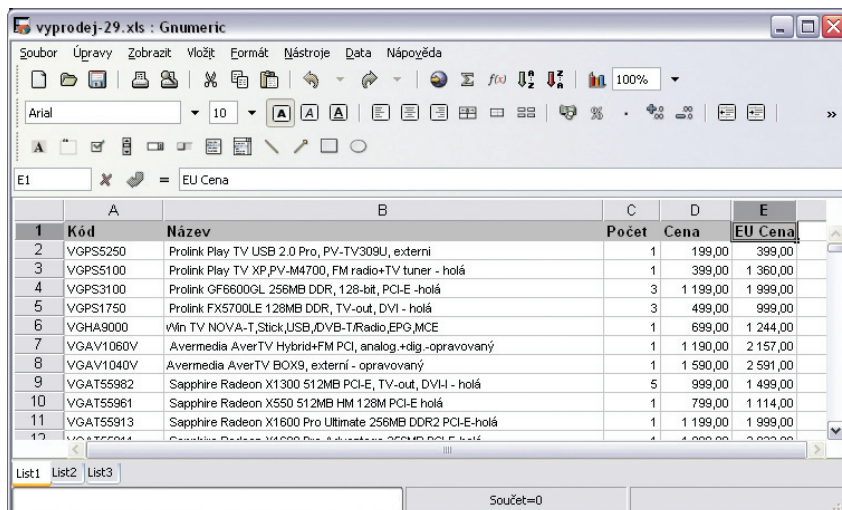 vyprodej-29.xls : Gnumeric
Soubor Úpravy Zobrazit Vložit Formát Nástroje Data Nápověda
f(x) 100%
Arial 10 A A A %
A
E1 = EU Cena
A B C D E
1 Kód Název Počet Cena EU Cena
2 VGPS5250 Prolink Play TV USB 2.0 Pro, PV-TV309U, externi 1 199,00 399,00
3 VGPS5100 Prolink Play TV XP,PV-M4700, FM radio+TV tuner - holá 1 399,00 1 360,00
4 VGPS3100 Prolink GF6600GL 256MB DDR, 128-bit, PCI-E -holá 3 1 199,00 1 999,00
5 VGPS1750 Prolink FX5700LE 128MB DDR, TV-out, DVI - holá 3 499,00 999,00
6 VGHA9000 Win TV NOVA-T,Stick,USB,/DVB-T/Radio,EPG,MCE 1 699,00 1 244,00
7 VGAV1060V Avermedia AverTV Hybrid+FM PCI, analog.+dig.-opravovaný 1 1 190,00 2 157,00
8 VGAV1040V Avermedia AverTV BOX9, externí - opravovaný 1 1 590,00 2 591,00
9 VGAT55982 Sapphire Radeon X1300 512MB PCI-E, TV-out, DVI-I - holá 5 999,00 1 499,00
10 VGAT55961 Sapphire Radeon X550 512MB HM 128M PCI-E holá 1 799,00 1 114,00
11 VGAT55913 Sapphire Radeon X1600 Pro Ultimate 256MB DDR2 PCI-E-holá 1 1 199,00 1 999,00
12
List1 List2 List3
Součet=0